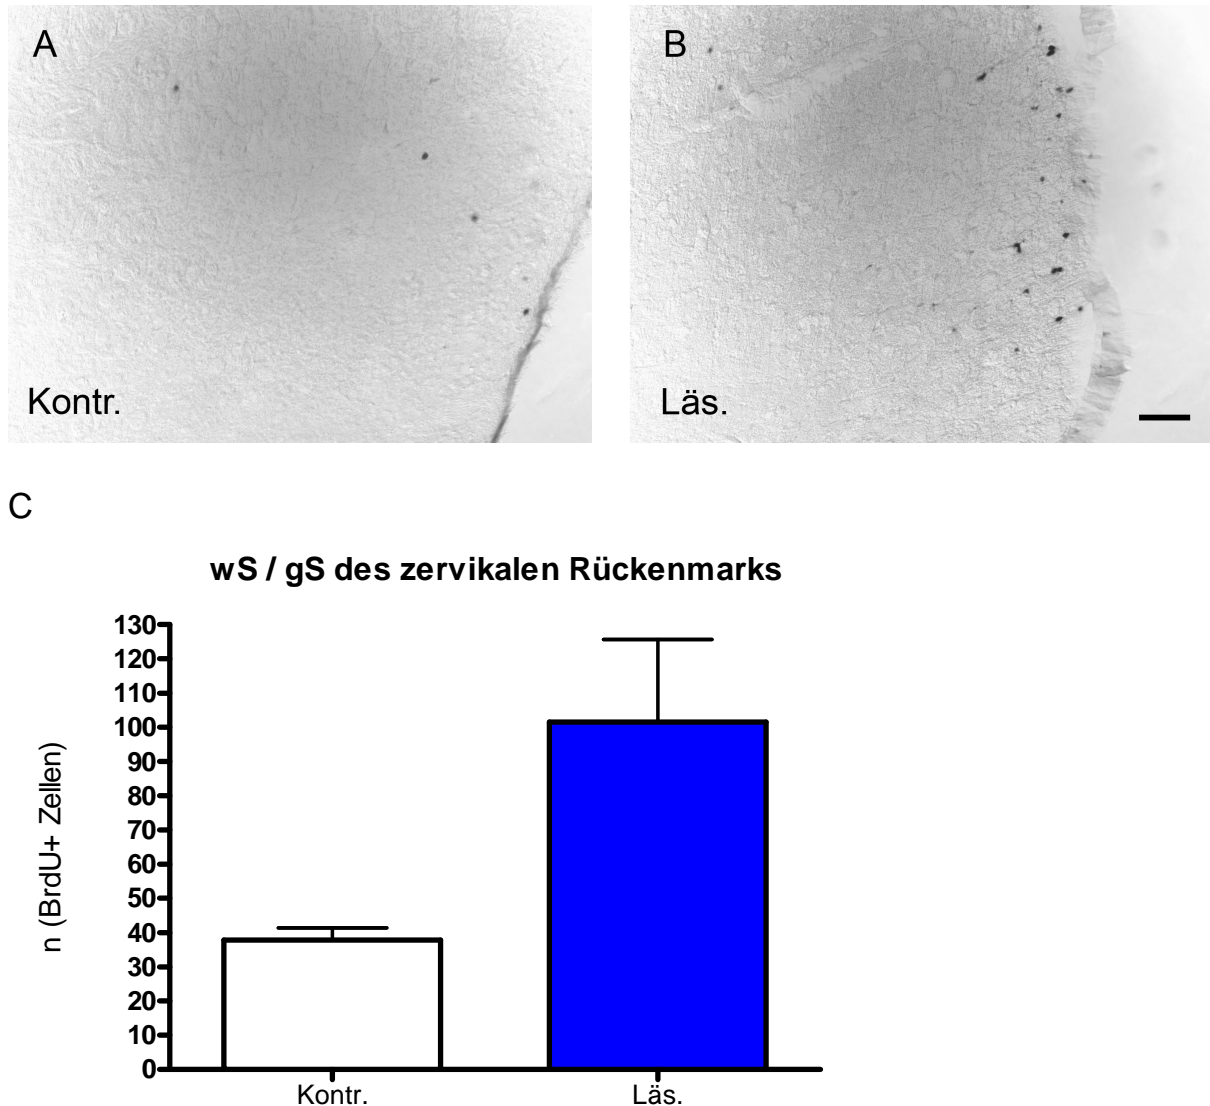 A
B
Kontr.
Läs.
C
wS / gS des zervikalen Rückenmarks
n (BrdU+ Zellen)
130
120
110
100
90
80
70
60
50
40
30
20
10
0
Kontr.
Läs.